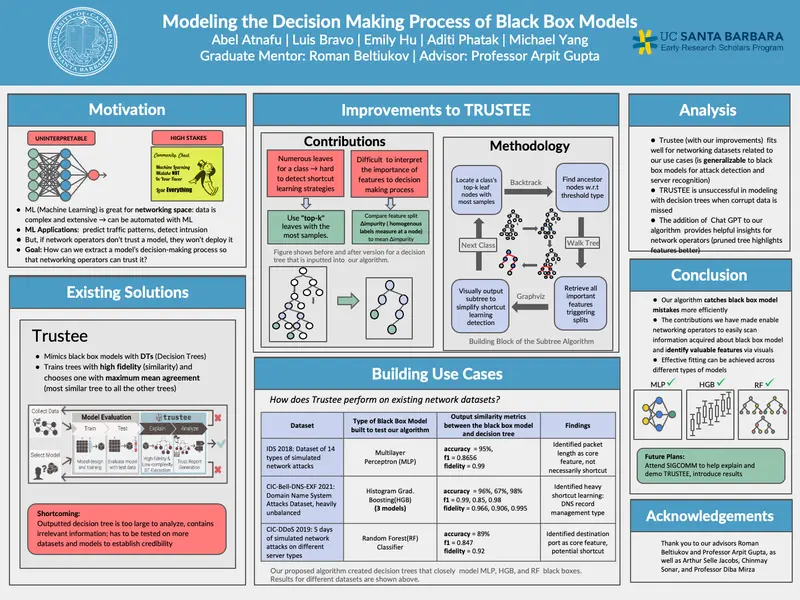 Modeling the Decision Making Process of Black Box Models
Abel Atnafu | Luis Bravo | Emily Hu | Aditi Phatak | Michael Yang
Graduate Mentor: Roman Beltiukov | Advisor: Professor Arpit Gupta
UC SANTA BARBARA
Early Research Scholars Program
Motivation
UNINTERPRETABLE
HIGH STAKES
Community Chest
Machine Learning
Mistake NOT
In Your Favor
Lose Everything
• ML (Machine Learning) is great for networking space: data is
complex and extensive → can be automated with ML
• ML Applications: predict traffic patterns, detect intrusion
• But, if network operators don't trust a model, they won't deploy it
• Goal: How can we extract a model's decision-making process so
that networking operators can trust it?
Existing Solutions
Trustee
• Mimics black box models with DTs (Decision Trees)
• Trains trees with high fidelity (similarity) and
chooses one with maximum mean agreement
(most similar tree to all the other trees)
Collect Data
Select Model
Model Evaluation
Train
Test
Model design
and training
Evaluate model
with test data
trustee
Explain
Analyze
High-fidelity &
Low-complexity
DT Extraction
Trust Report
Generation
Shortcoming:
Outputted decision tree is too large to analyze, contains
irrelevant information; has to be tested on more
datasets and models to establish credibility
Improvements to TRUSTEE
Contributions
Numerous leaves
for a class → hard
to detect shortcut
learning strategies
Difficult to interpret
the importance of
features to decision
making process
Use "top-k"
leaves with the
most samples.
Compare feature split
Δimpurity ( homogenous
labels measure at a node)
to mean Δimpurity
Figure shows before and after version for a decision
tree that is inputted into our algorithm.
Methodology
Locate a class's
top-k leaf
nodes with
most samples
Backtrack
Find ancestor
nodes w.r.t
threshold type
Next Class
Walk Tree
Visually output
subtree to
simplify shortcut
learning
detection
Graphviz
Retrieve all
important
features
triggering
splits
Building Block of the Subtree Algorithm
Building Use Cases
How does Trustee perform on existing network datasets?
Dataset
Type of Black Box Model
built to test our algorithm
Output similarity metrics
between the black box model
and decision tree
Findings
IDS 2018: Dataset of 14
types of simulated
network attacks
Multilayer
Perceptron (MLP)
accuracy = 95%,
f1 = 0.8656
fidelity = 0.99
Identified packet
length as core
feature, not
necessarily shortcut
CIC-Bell-DNS-EXF 2021:
Domain Name System
Attacks Dataset, heavily
unbalanced
Histogram Grad.
Boosting(HGB)
(3 models)
accuracy = 96%, 67%, 98%
f1 = 0.99, 0.85, 0.98
fidelity = 0.966, 0.906, 0.995
Identified heavy
shortcut learning:
DNS record
management type
CIC-DDoS 2019: 5 days
of simulated network
attacks on different
server types
Random Forest(RF)
Classifier
accuracy = 89%
f1 = 0.847
fidelity = 0.92
Identified destination
port as core feature,
potential shortcut
Our proposed algorithm created decision trees that closely model MLP, HGB, and RF black boxes.
Results for different datasets are shown above.
Analysis
• Trustee (with our improvements) fits
well for networking datasets related to
our use cases (is generalizable to black
box models for attack detection and
server recognition)
• TRUSTEE is unsuccessful in modeling
with decision trees when corrupt data is
missed
• The addition of Chat GPT to our
algorithm provides helpful insights for
network operators (pruned tree highlights
features better)
Conclusion
• Our algorithm catches black box model
mistakes more efficiently
• The contributions we have made enable
networking operators to easily scan
information acquired about black box model
and identify valuable features via visuals
• Effective fitting can be achieved across
different types of models
MLP ✓
HGB ✓
RF ✓
Future Plans:
Attend SIGCOMM to help explain and
demo TRUSTEE, introduce results
Acknowledgements
Thank you to our advisors Roman
Beltiukov and Professor Arpit Gupta, as
well as Arthur Selle Jacobs, Chinmay
Sonar, and Professor Diba Mirza